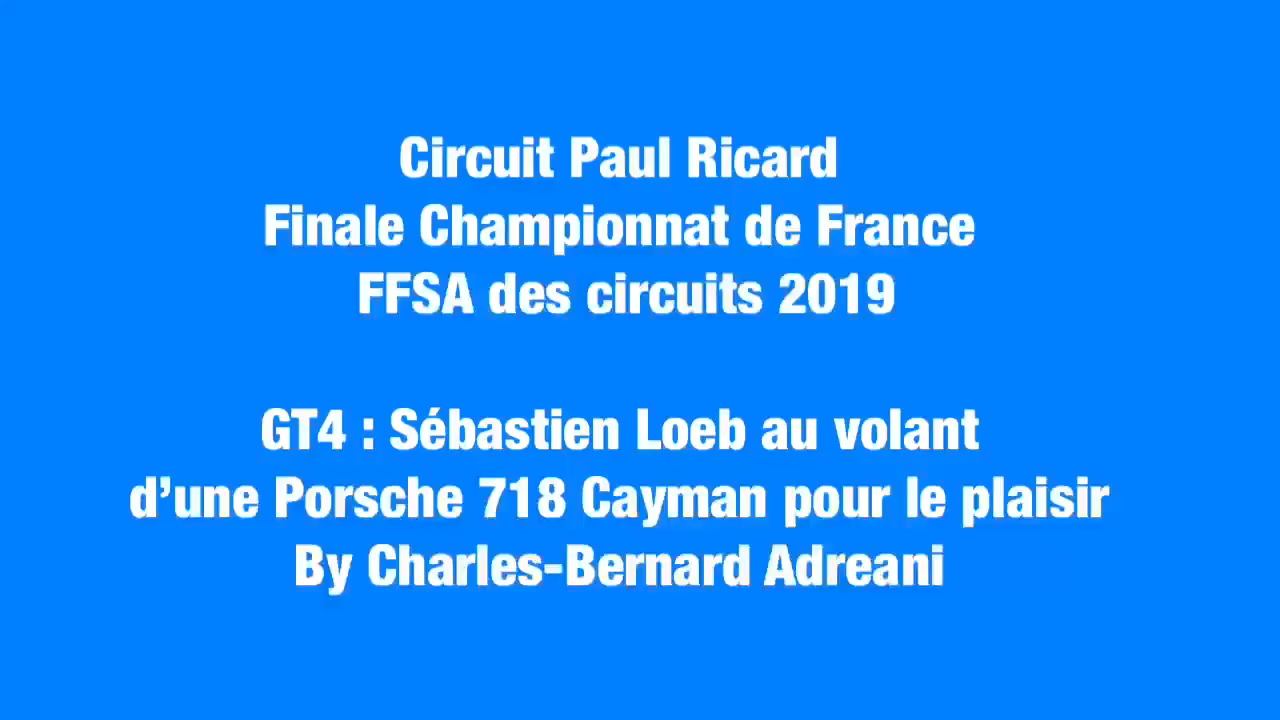 Circuit Paul Ricard
Finale Championnat de France
FFSA des circuits 2019
GT4 : Sébastien Loeb au volant
d’une Porsche 718 Cayman pour le plaisir
By Charles-Bernard Adreani